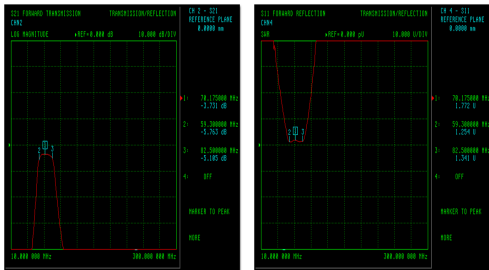 S21 FORWARD TRANSMISSION
TRANSMISSION/REFLECTION
CH2
LOG MAGNITUDE
▶REF=0.000 dB
10.000 dB/DIV
CH 2 - S21
REFERENCE PLANE
0.0000 mm
1:
70.175000 MHz
-3.731 dB
2:
59.300000 MHz
-5.763 dB
3:
82.500000 MHz
-5.105 dB
4:
OFF
MARKER TO PEAK
MORE
10.000 000 MHz
300.000 000 MHz
S11 FORWARD REFLECTION
TRANSMISSION/REFLECTION
CH4
SWR
▶REF=0.000 pU
10.000 U/DIV
CH 4 - S11
REFERENCE PLANE
0.0000 mm
1:
70.175000 MHz
1.772 U
2:
59.300000 MHz
1.254 U
3:
82.500000 MHz
1.341 U
4:
OFF
MARKER TO PEAK
MORE
10.000 000 MHz
300.000 000 MHz